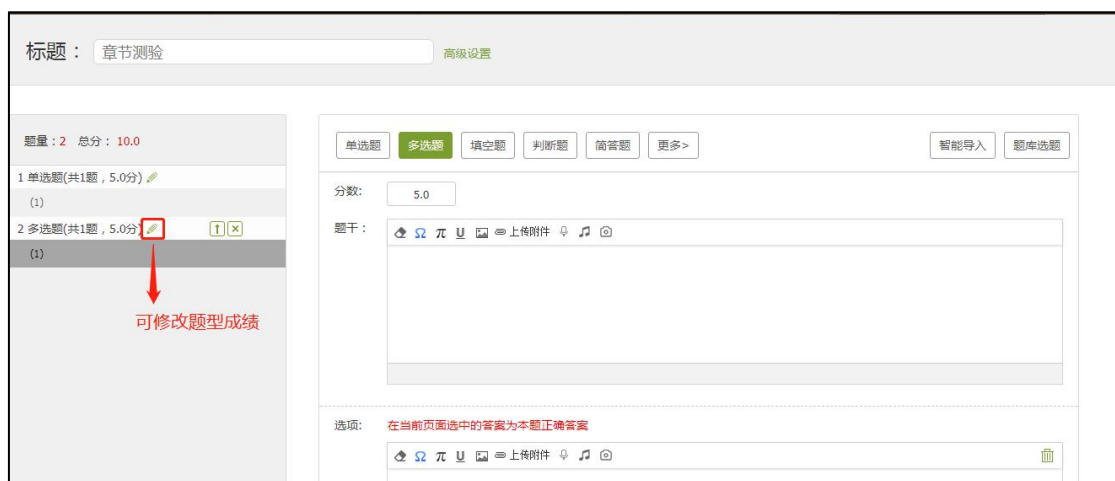 标题： 章节测验 高级设置
题量：2 总分： 10.0
单选题 多选题 填空题 判断题 简答题 更多> 智能导入 题库选题
1 单选题(共1题，5.0分)
(1)
2 多选题(共1题，5.0分)
(1)
可修改题型成绩
分数: 5.0
题干： Ω π U 上传附件
选项: 在当前页面选中的答案为本题正确答案
Ω π U 上传附件